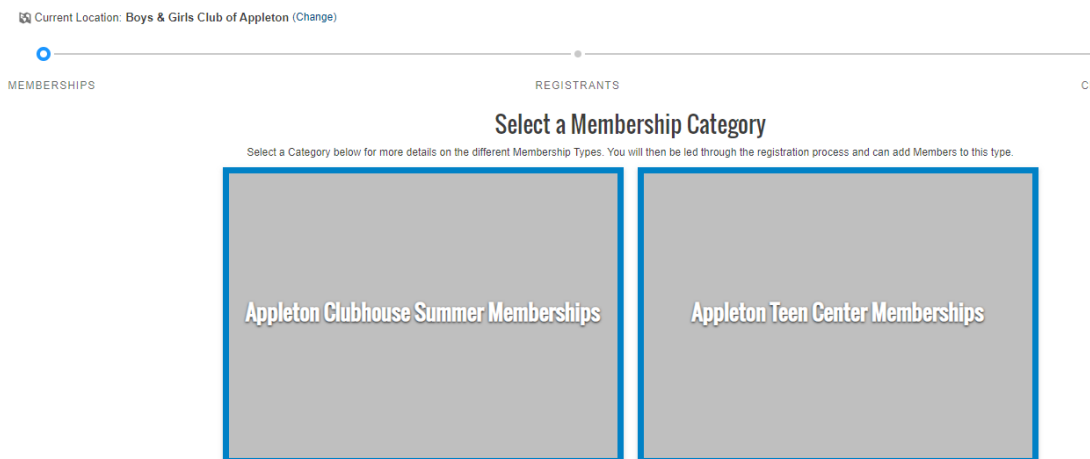 Current Location: Boys & Girls Club of Appleton (Change)
MEMBERSHIPS
REGISTRANTS
Select a Membership Category
Select a Category below for more details on the different Membership Types. You will then be led through the registration process and can add Members to this type.
Appleton Clubhouse Summer Memberships
Appleton Teen Center Memberships